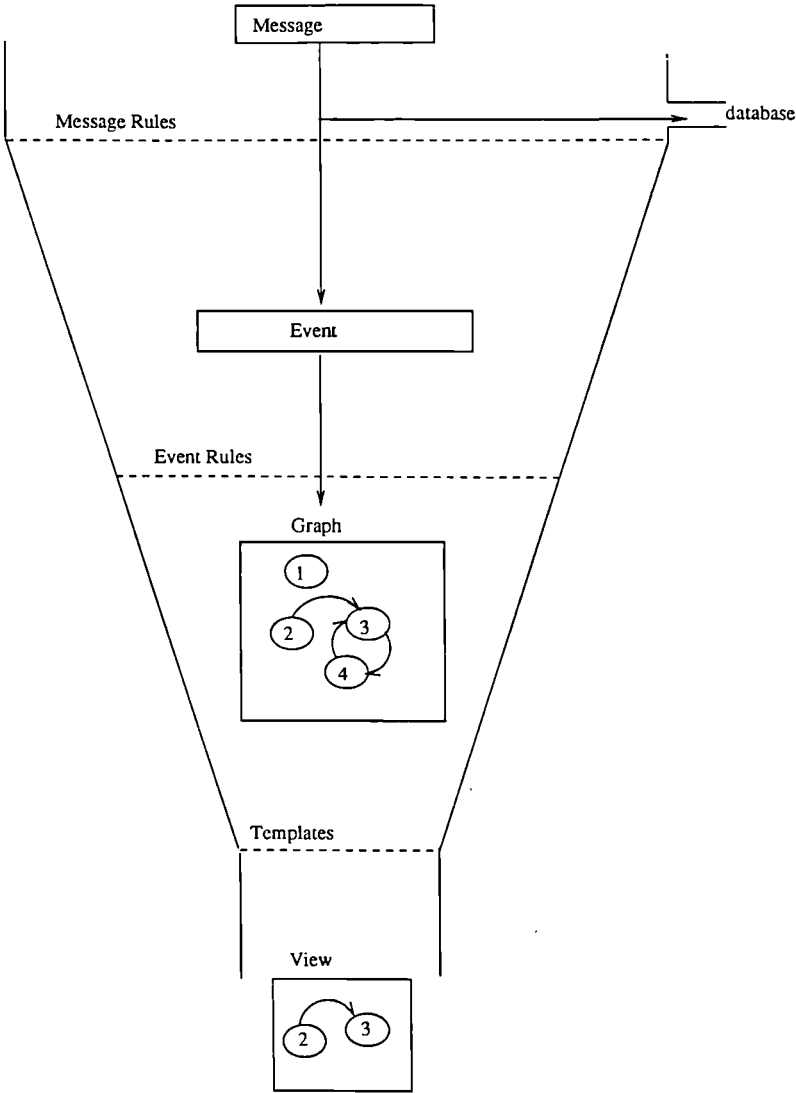 Message
database
Message Rules
Event
Event Rules
Graph
1
2
3
4
Templates
View
2
3